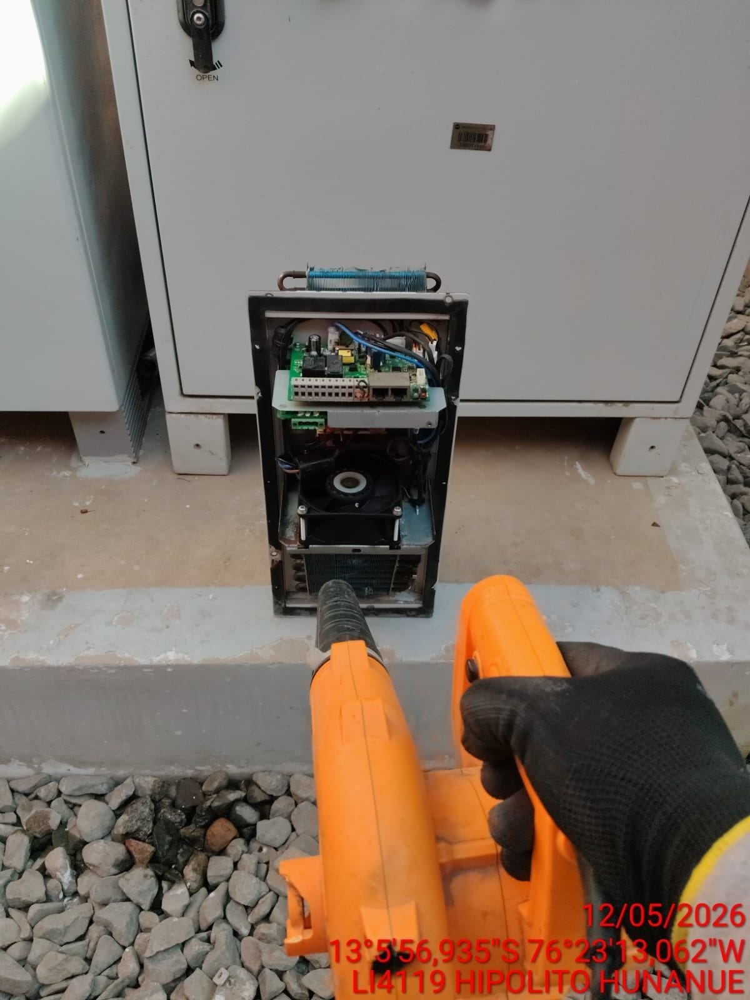 OPEN
12/05/2026
13°5'56,935"S 76°23'13,062"W
LI4119 HIPOLITO HUNANUE